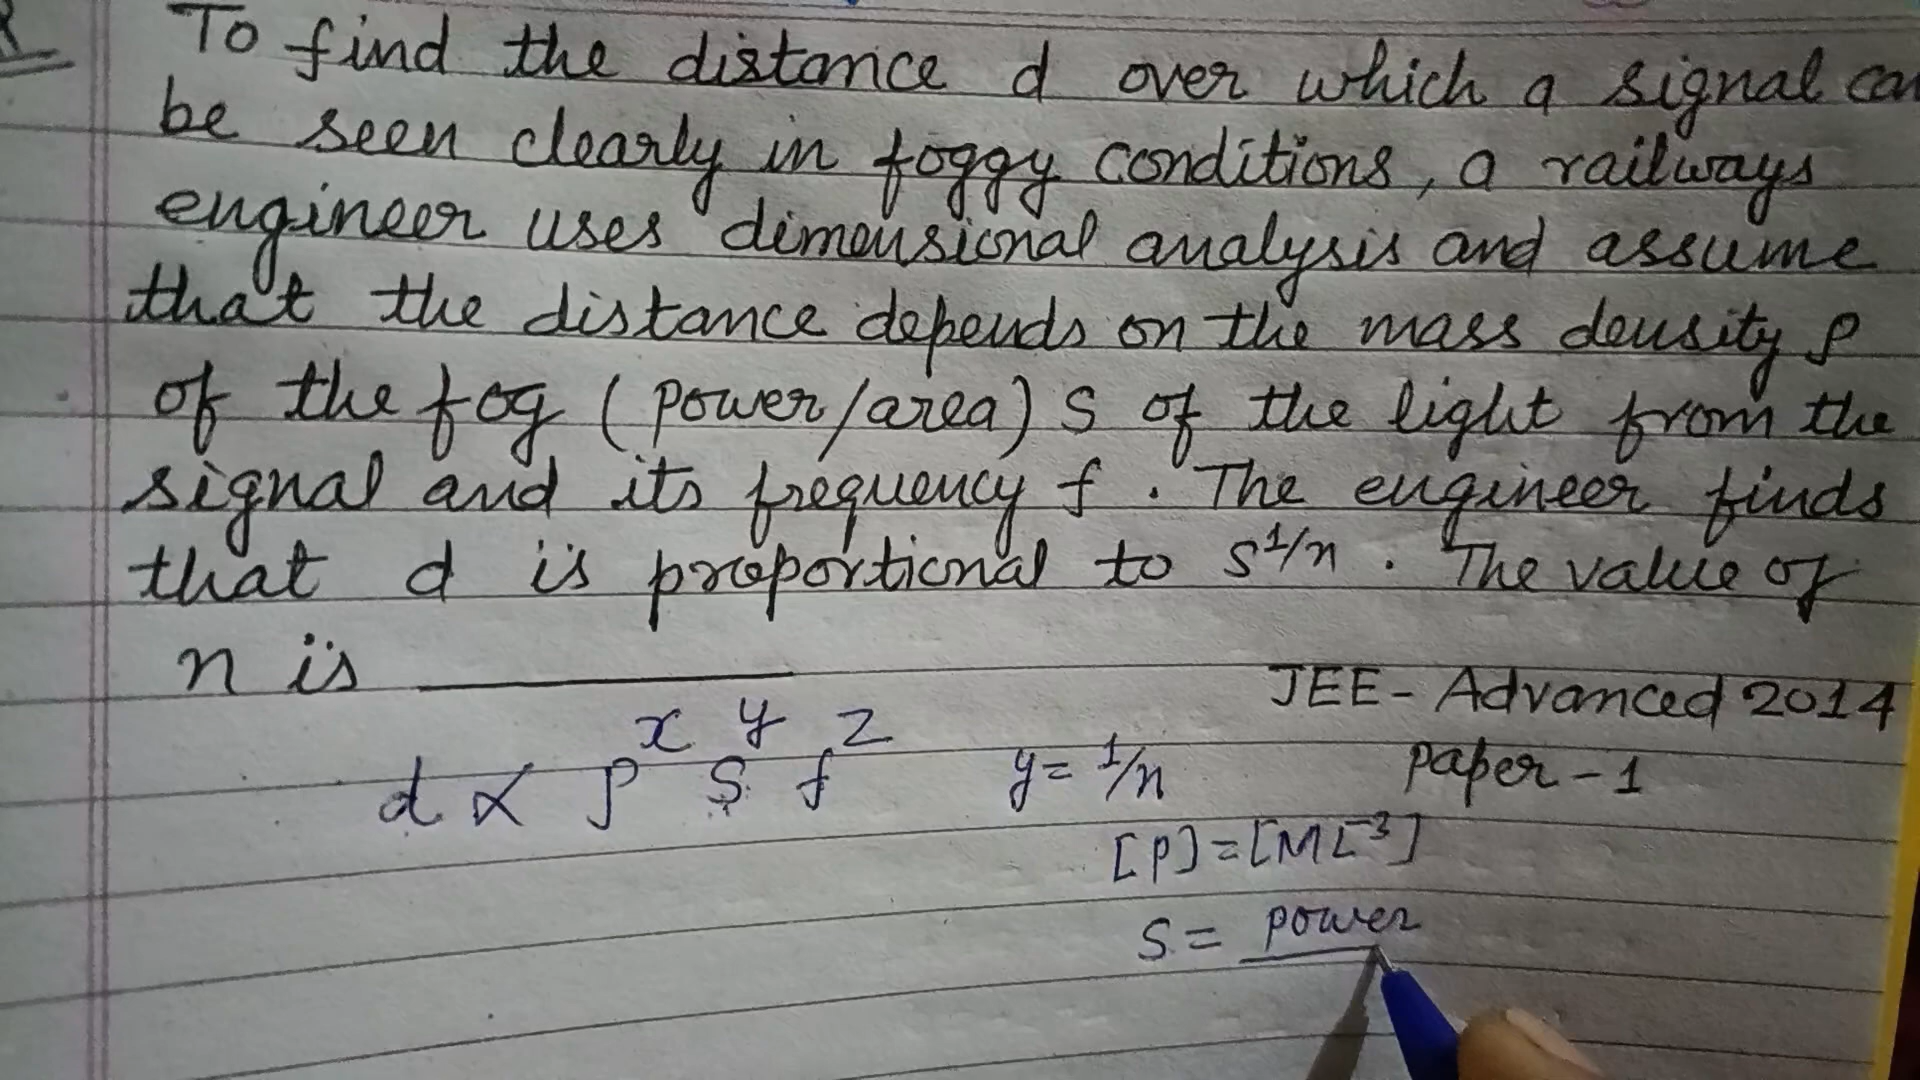 To find the distance d over which a signal can
be seen clearly in foggy conditions, a railways
engineer uses dimensional analysis and assume
that the distance depends on the mass density ρ
of the fog (power/area) S of the light from the
signal and its frequency f. The engineer finds
that d is proportional to S^1/n. The value of
n is ________
JEE- Advanced 2014
Paper-1
d ∝ ρ^x S^y f^z
y= 1/n
[ρ]=[ML^-3]
S= power